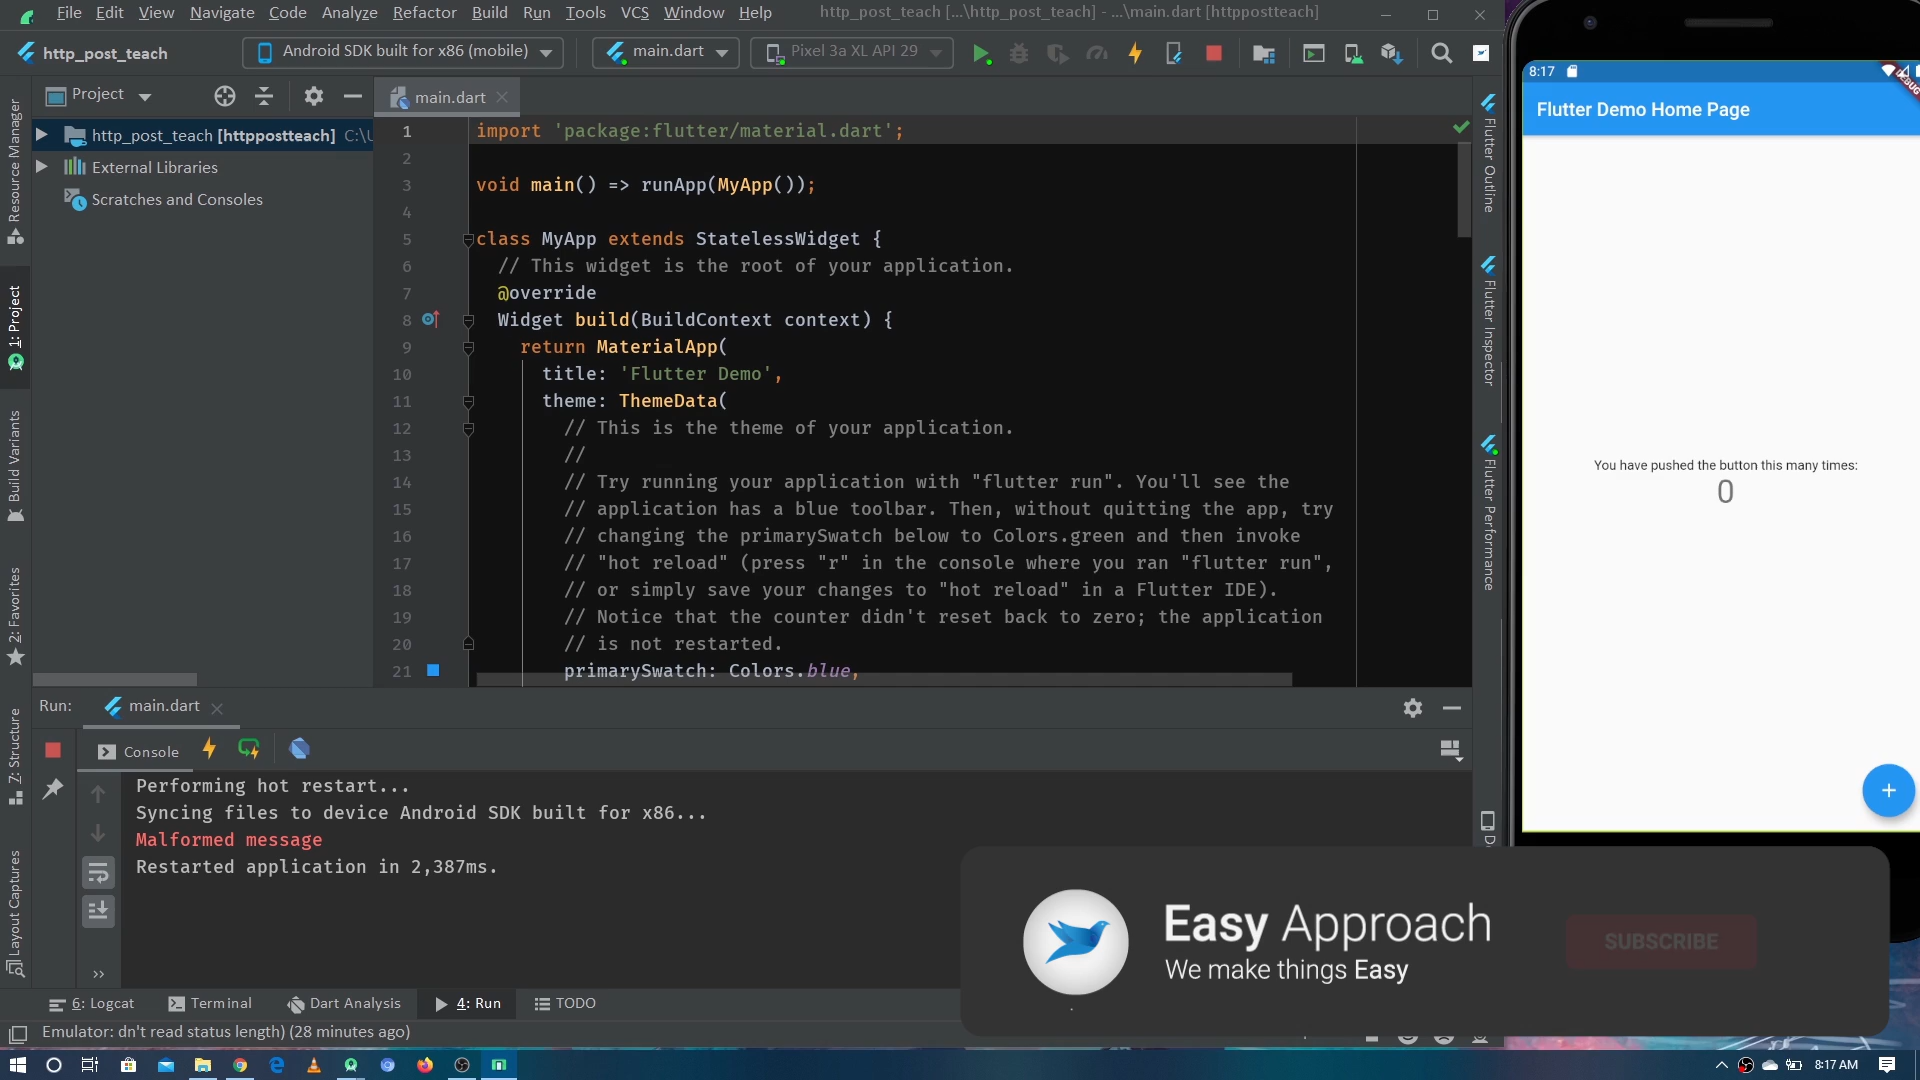 File Edit View Navigate Code Analyze Refactor Build Run Tools VCS Window Help http_post_teach [...\http_post_teach] - ...\main.dart [httppostteach]
http_post_teach Android SDK built for x86 (mobile) main.dart Pixel 3a XL API 29
Project main.dart
http_post_teach [httppostteach] C:\U
External Libraries
Scratches and Consoles
Resource Manager
1: Project
Build Variants
2: Favorites
7: Structure
Layout Captures
1 import 'package:flutter/material.dart';
2
3 void main() => runApp(MyApp());
4
5 class MyApp extends StatelessWidget {
6 // This widget is the root of your application.
7 @override
8 Widget build(BuildContext context) {
9 return MaterialApp(
10 title: 'Flutter Demo',
11 theme: ThemeData(
12 // This is the theme of your application.
13 //
14 // Try running your application with "flutter run". You'll see the
15 // application has a blue toolbar. Then, without quitting the app, try
16 // changing the primarySwatch below to Colors.green and then invoke
17 // "hot reload" (press "r" in the console where you ran "flutter run",
18 // or simply save your changes to "hot reload" in a Flutter IDE).
19 // Notice that the counter didn't reset back to zero; the application
20 // is not restarted.
21 primarySwatch: Colors.blue,
Flutter Outline
Flutter Inspector
Flutter Performance
8:17
DEBUG
Flutter Demo Home Page
You have pushed the button this many times:
0
+
Run: main.dart
Console
Performing hot restart...
Syncing files to device Android SDK built for x86...
Malformed message
Restarted application in 2,387ms.
Easy Approach
We make things Easy
SUBSCRIBE
6: Logcat Terminal Dart Analysis 4: Run TODO
Emulator: dn't read status length) (28 minutes ago)
8:17 AM